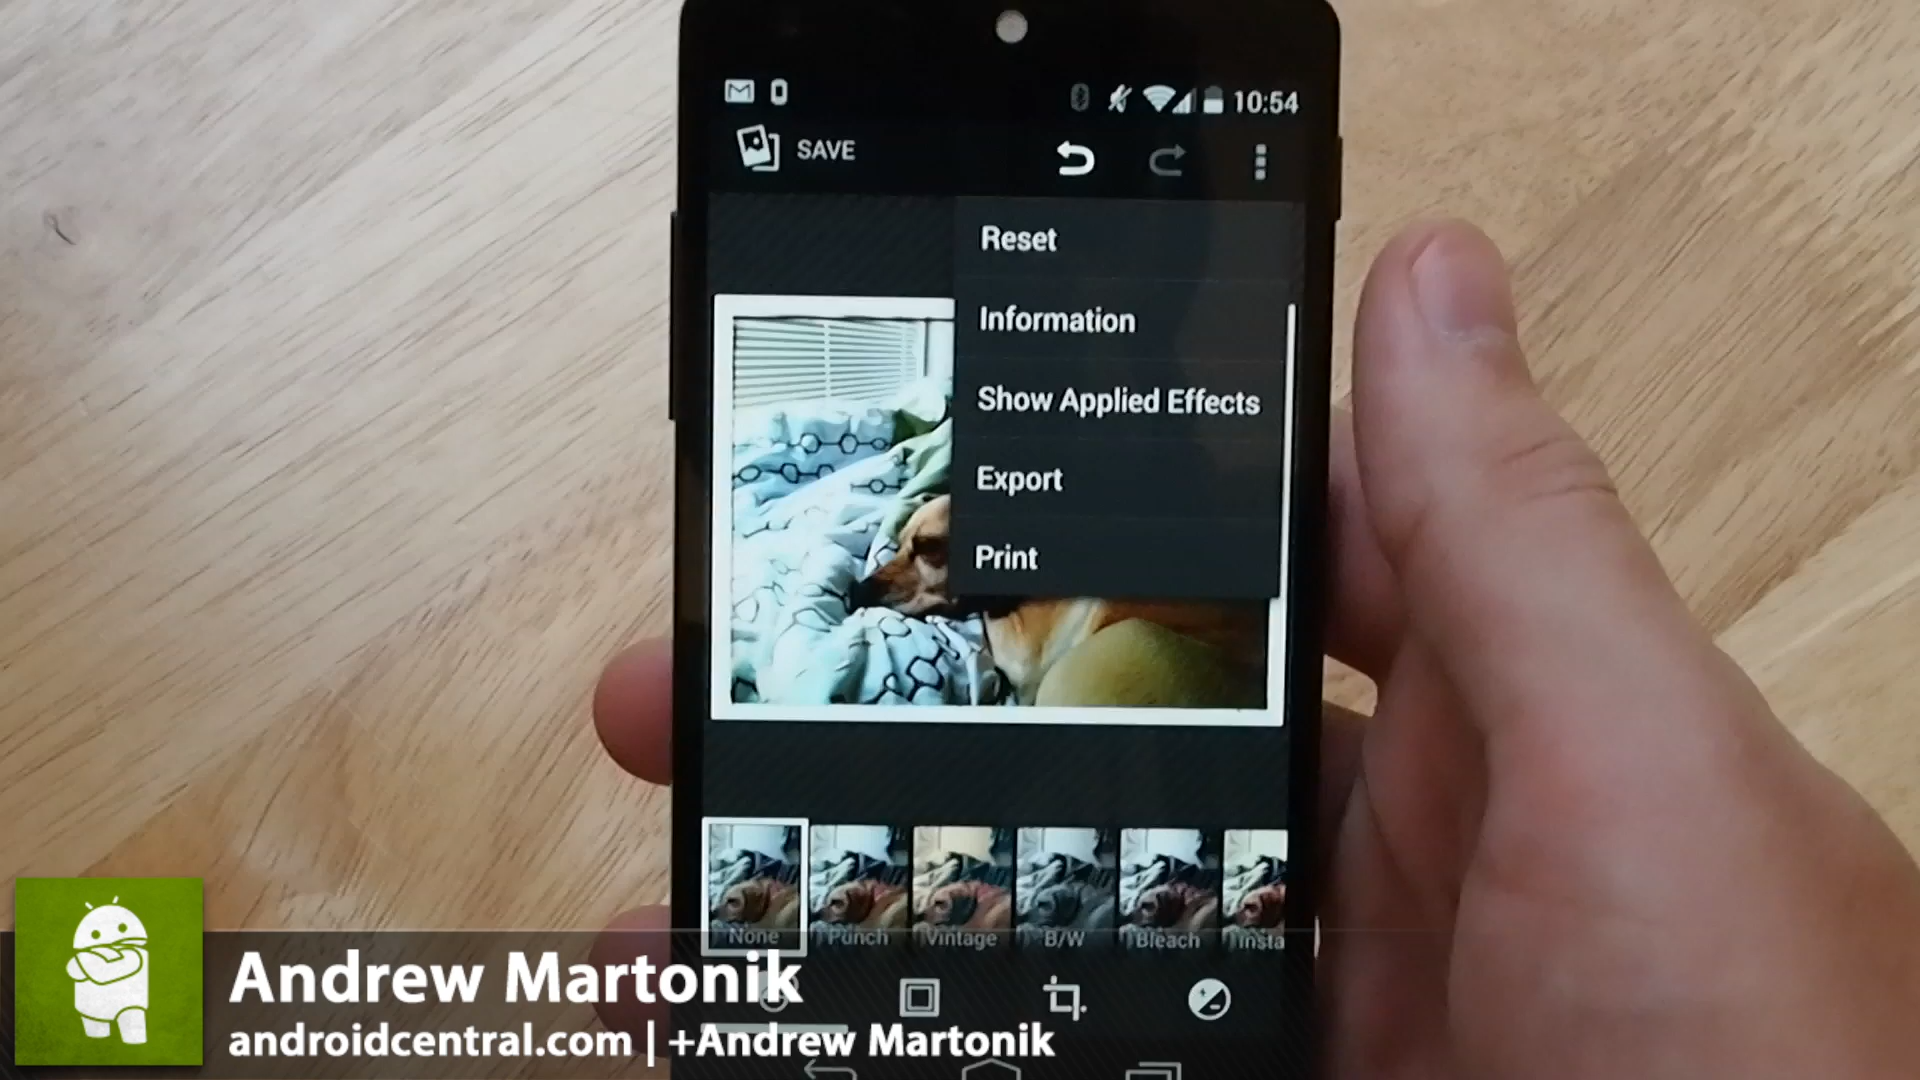 10:54
SAVE
Reset
Information
Show Applied Effects
Export
Print
None
Punch
Vintage
B/W
Bleach
Insta
Andrew Martonik
androidcentral.com | +Andrew Martonik